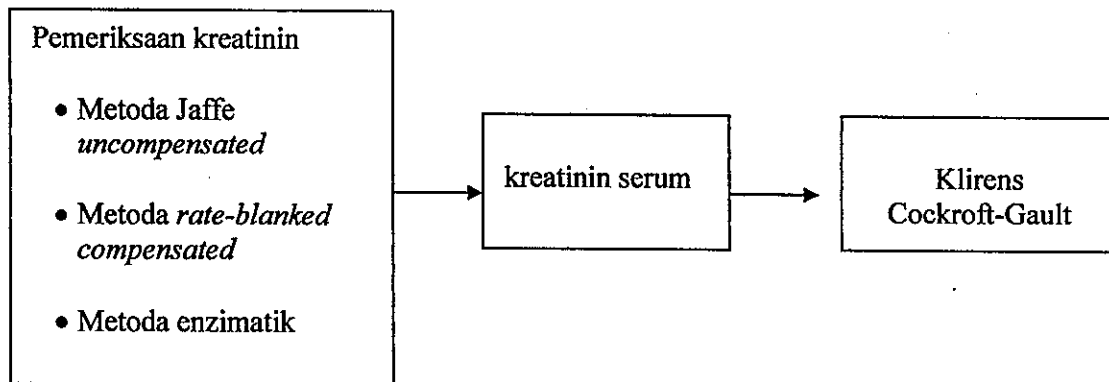 Pemeriksaan kreatinin
• Metoda Jaffe
uncompensated
• Metoda rate-blanked
compensated
• Metoda enzimatik
kreatinin serum
Klirens
Cockroft-Gault